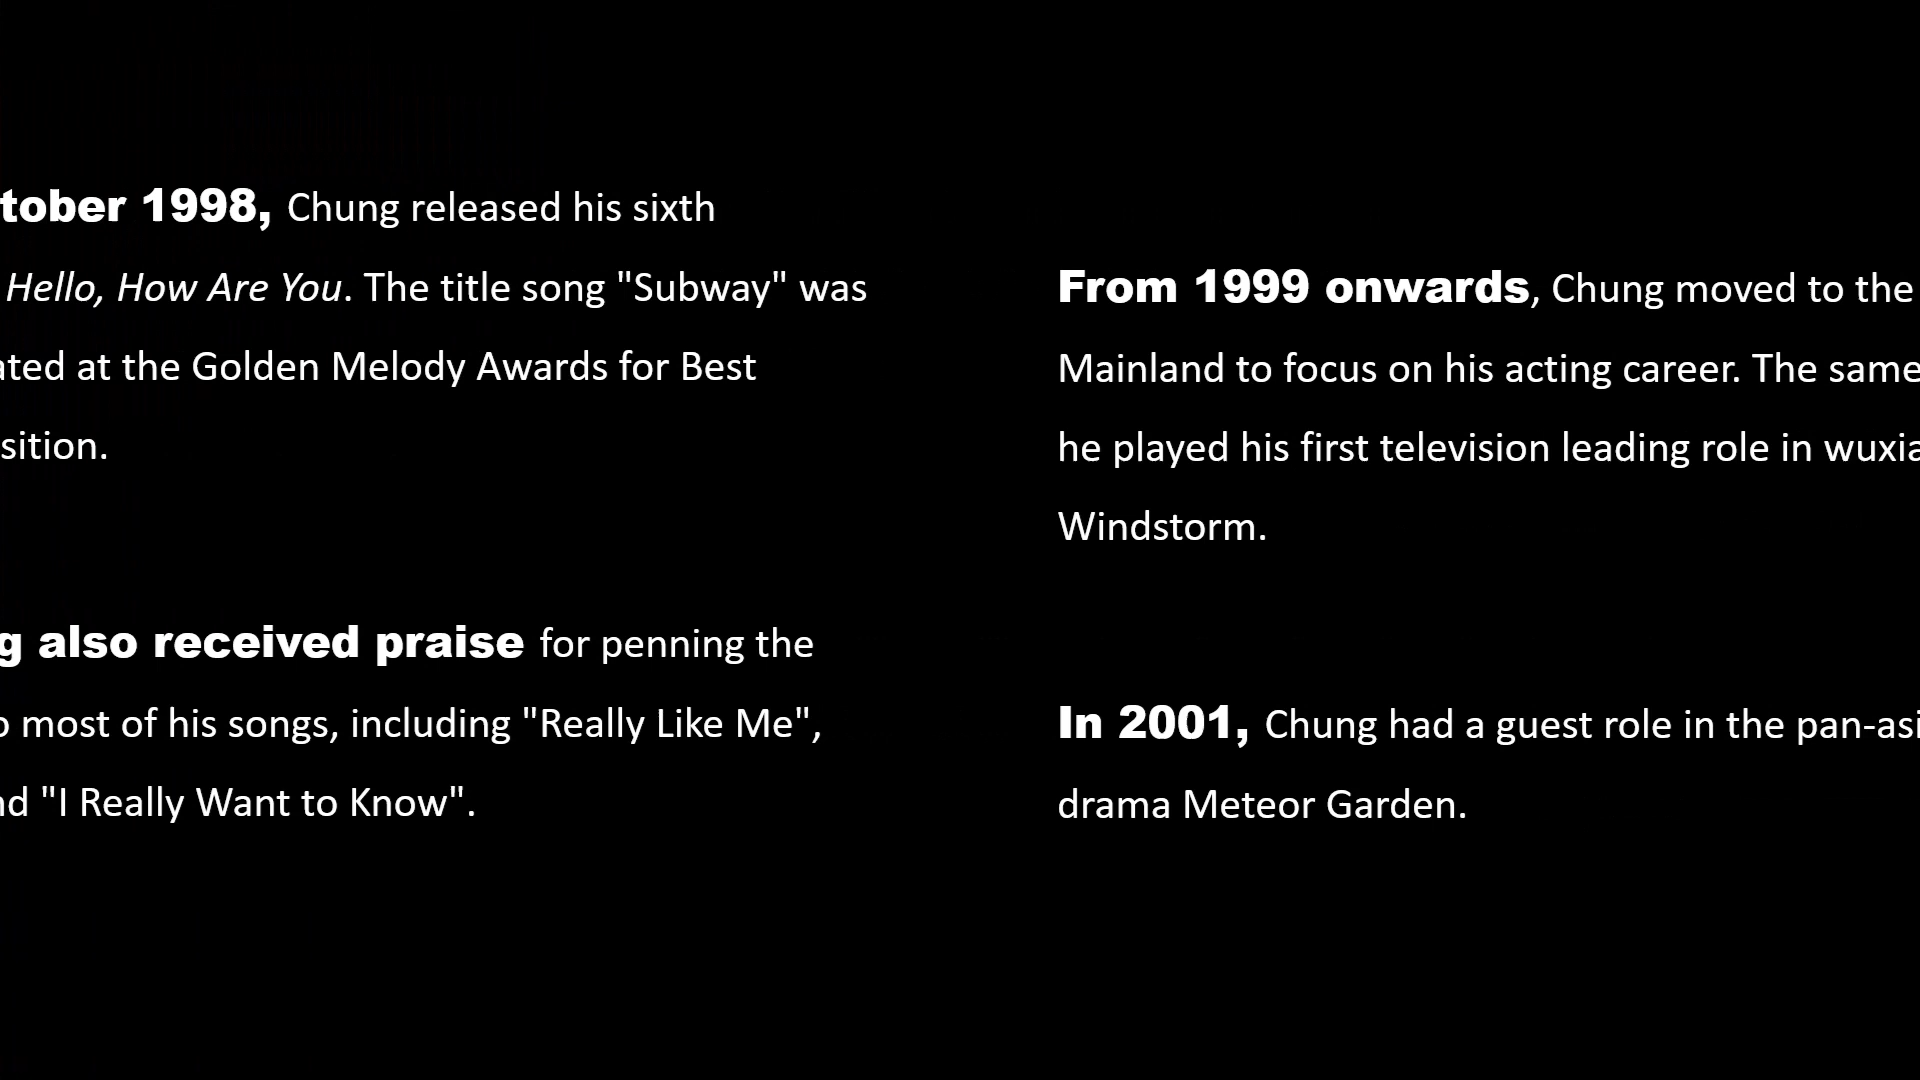 tober 1998, Chung released his sixth
Hello, How Are You. The title song "Subway" was
ated at the Golden Melody Awards for Best
sition.
g also received praise for penning the
most of his songs, including "Really Like Me",
nd "I Really Want to Know".
From 1999 onwards, Chung moved to the
Mainland to focus on his acting career. The same
he played his first television leading role in wuxia
Windstorm.
In 2001, Chung had a guest role in the pan-asi
drama Meteor Garden.